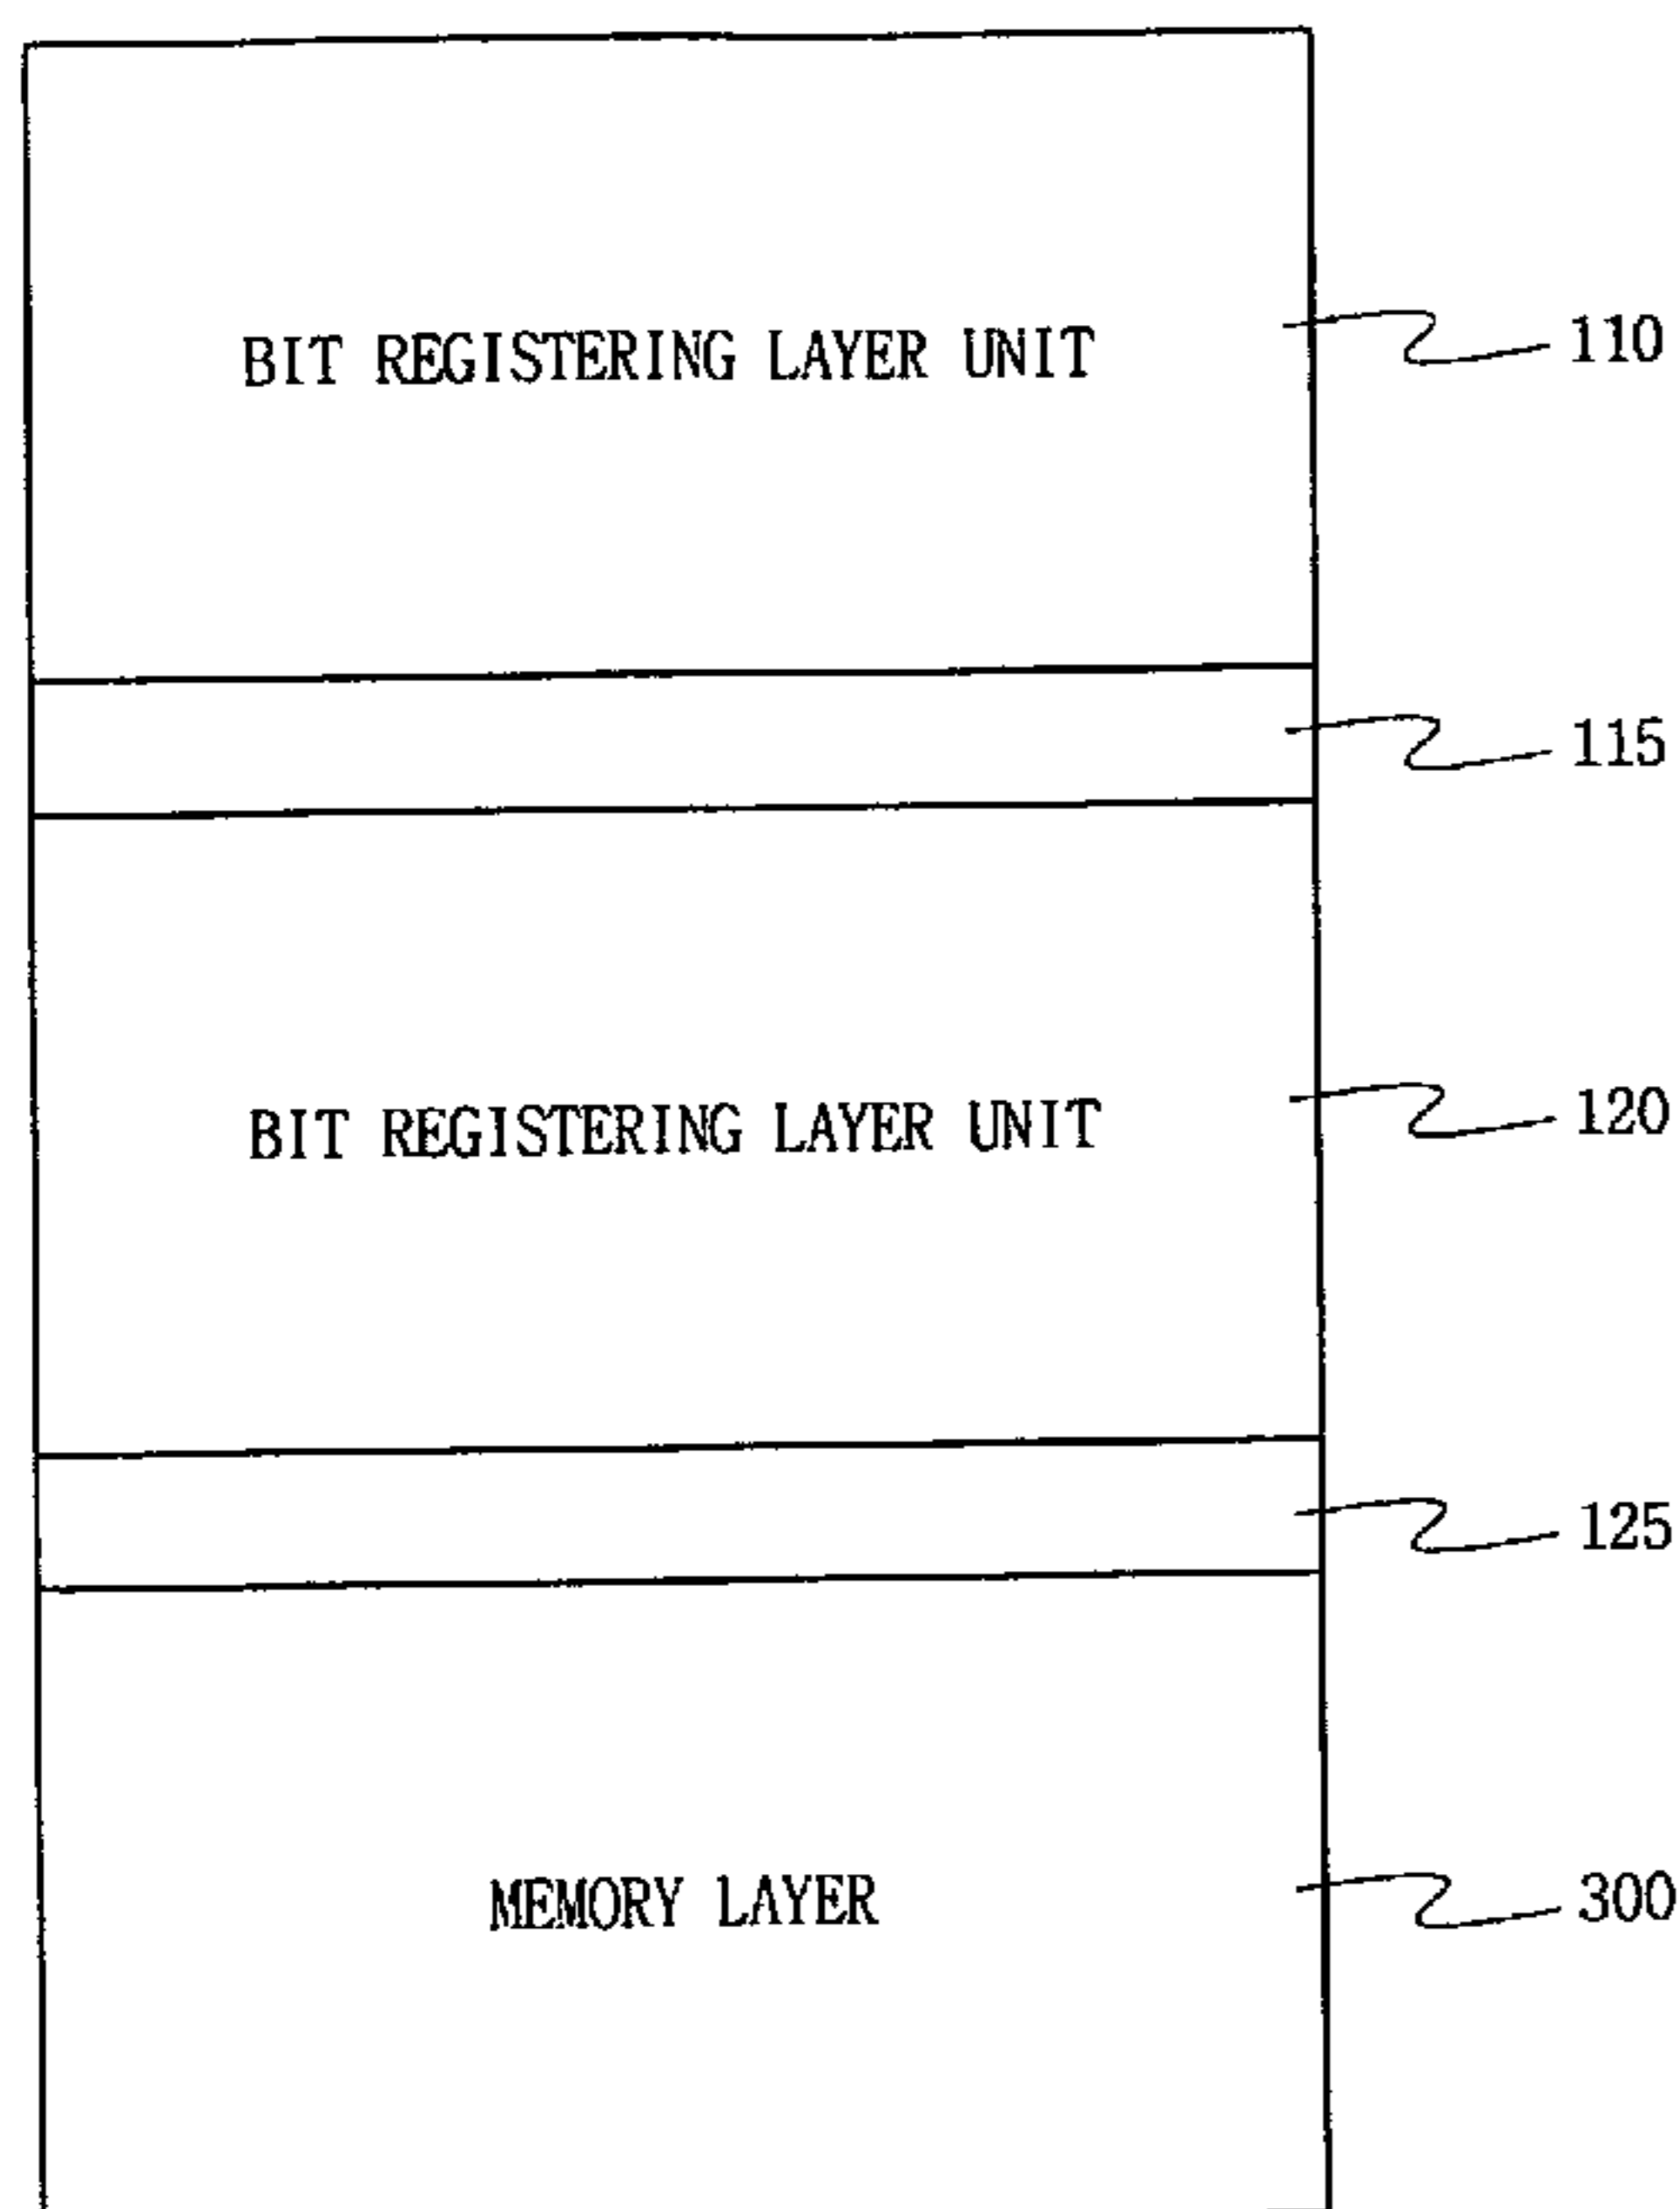 BIT REGISTERING LAYER UNIT
110
115
BIT REGISTERING LAYER UNIT
120
125
MEMORY LAYER
300